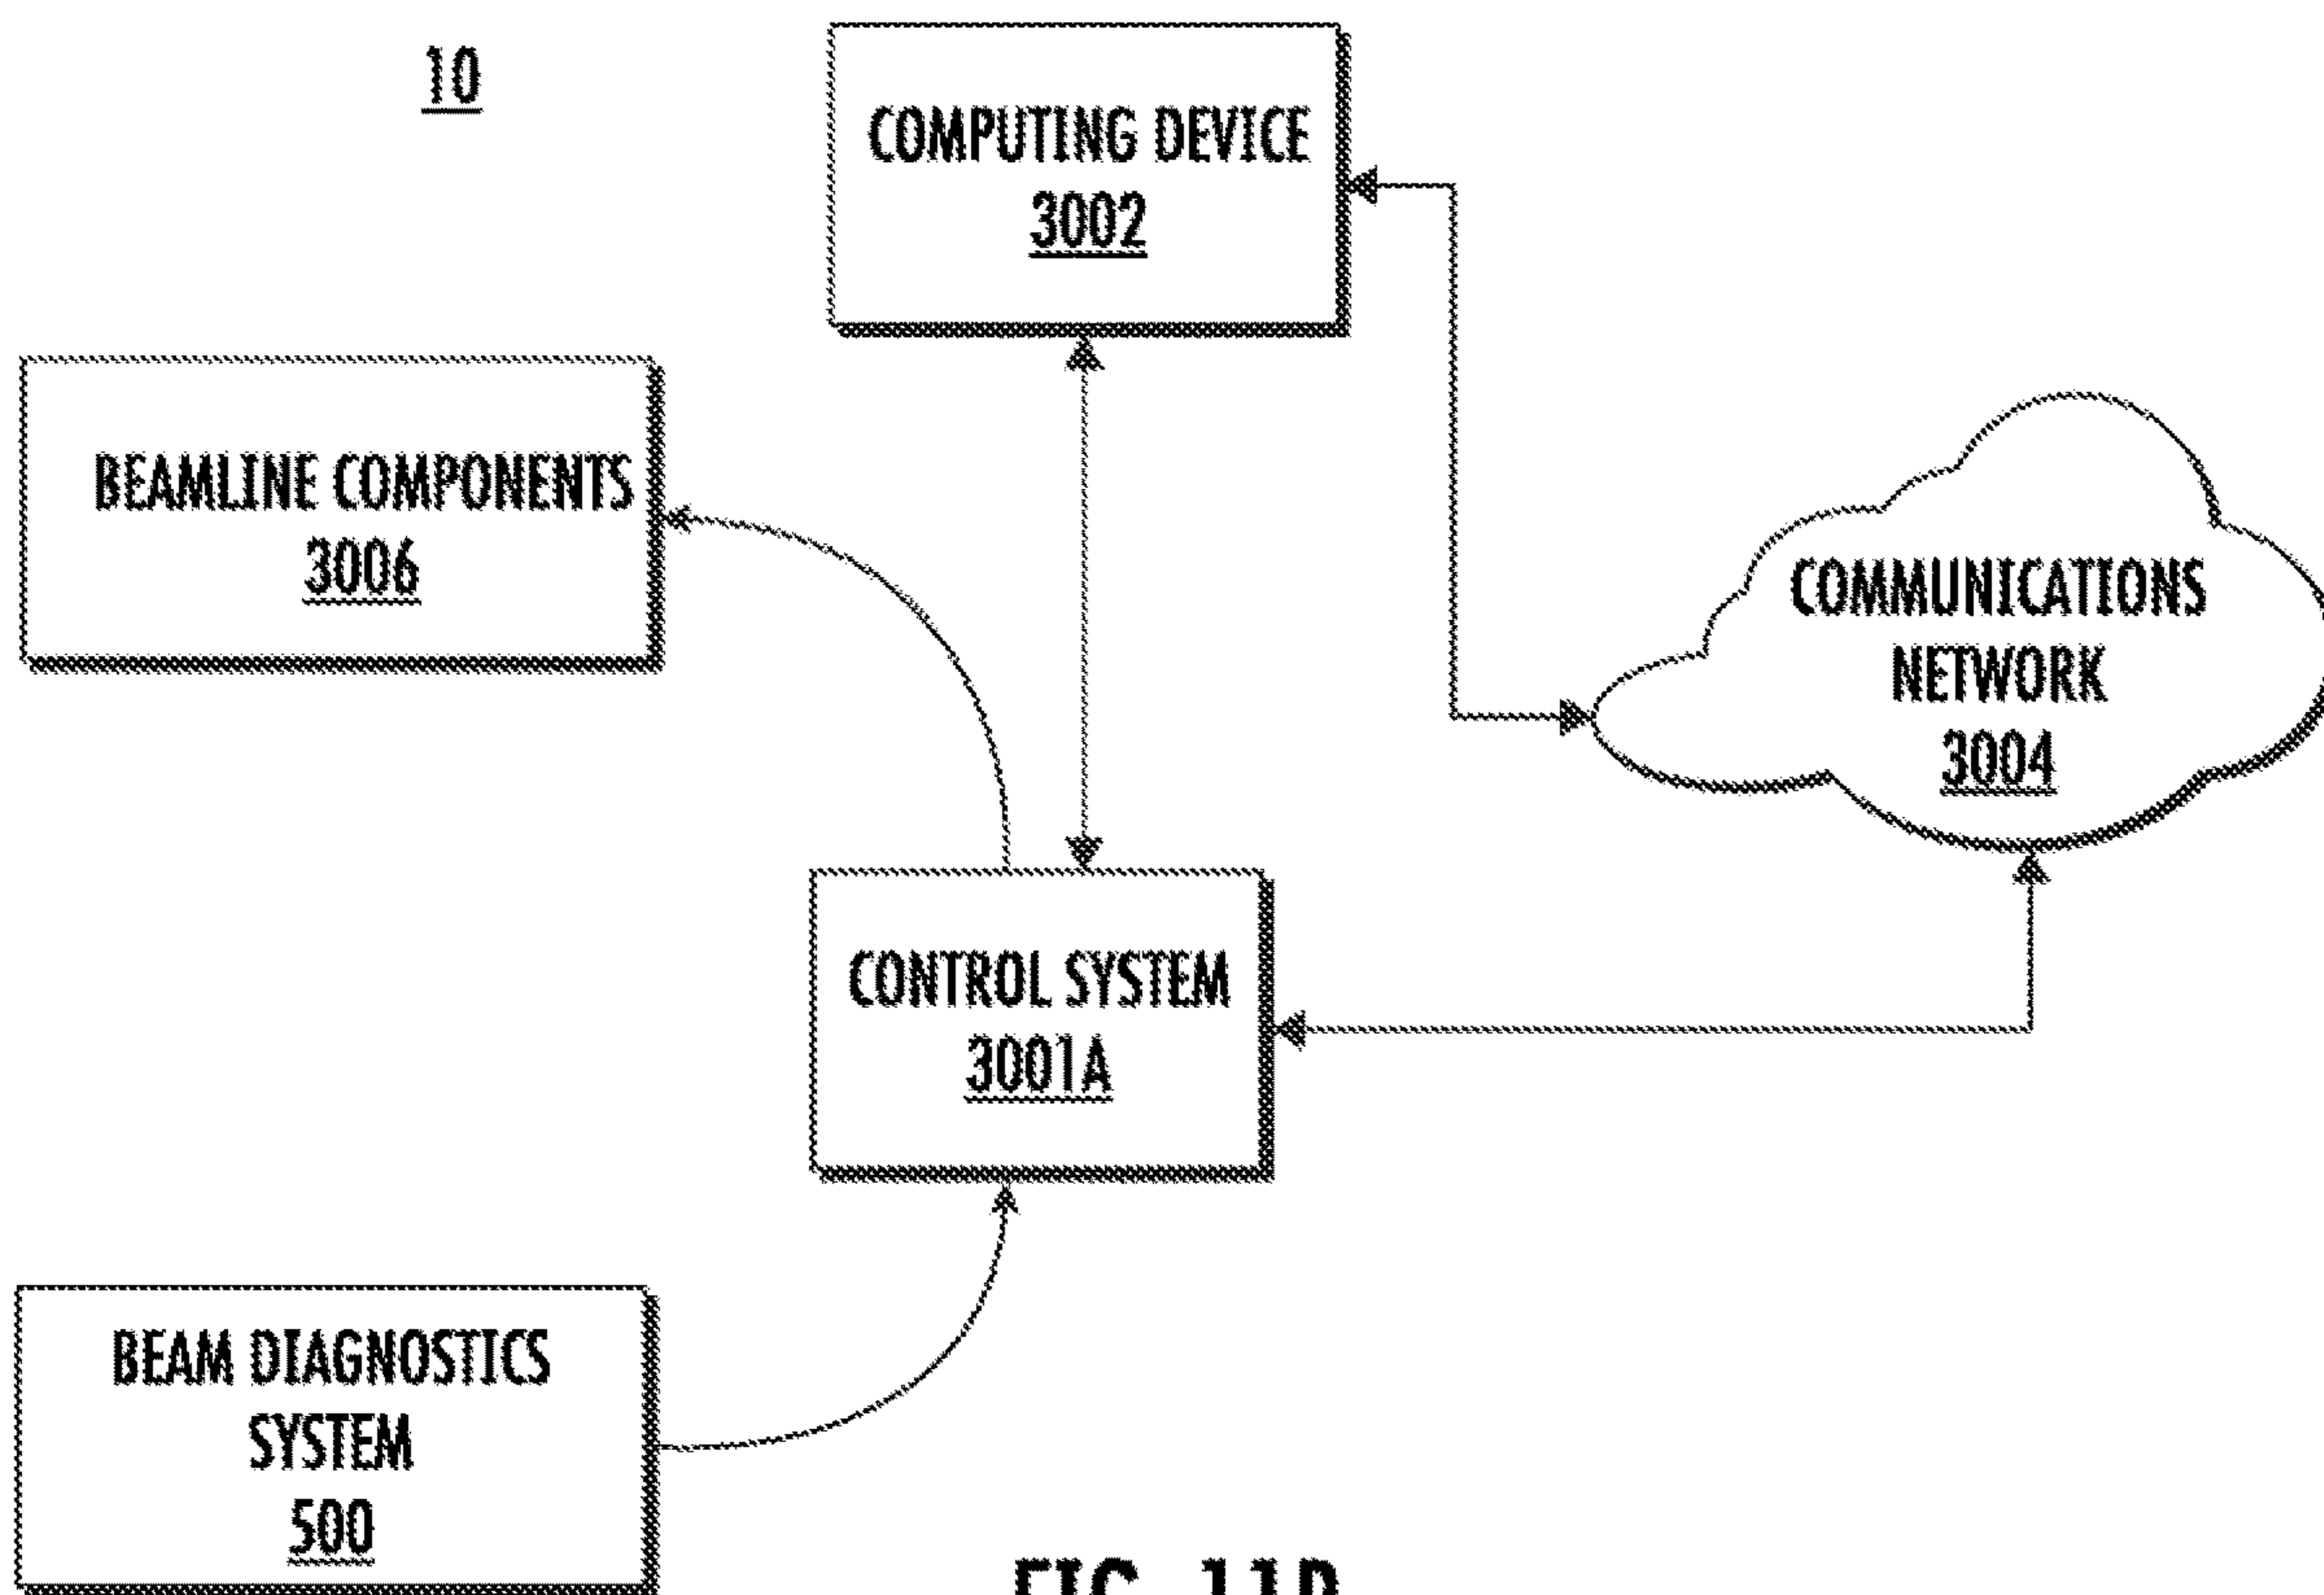 10
COMPUTING DEVICE
3002
BEAMLINE COMPONENTS
3006
COMMUNICATIONS
NETWORK
3004
CONTROL SYSTEM
3001A
BEAM DIAGNOSTICS
SYSTEM
500